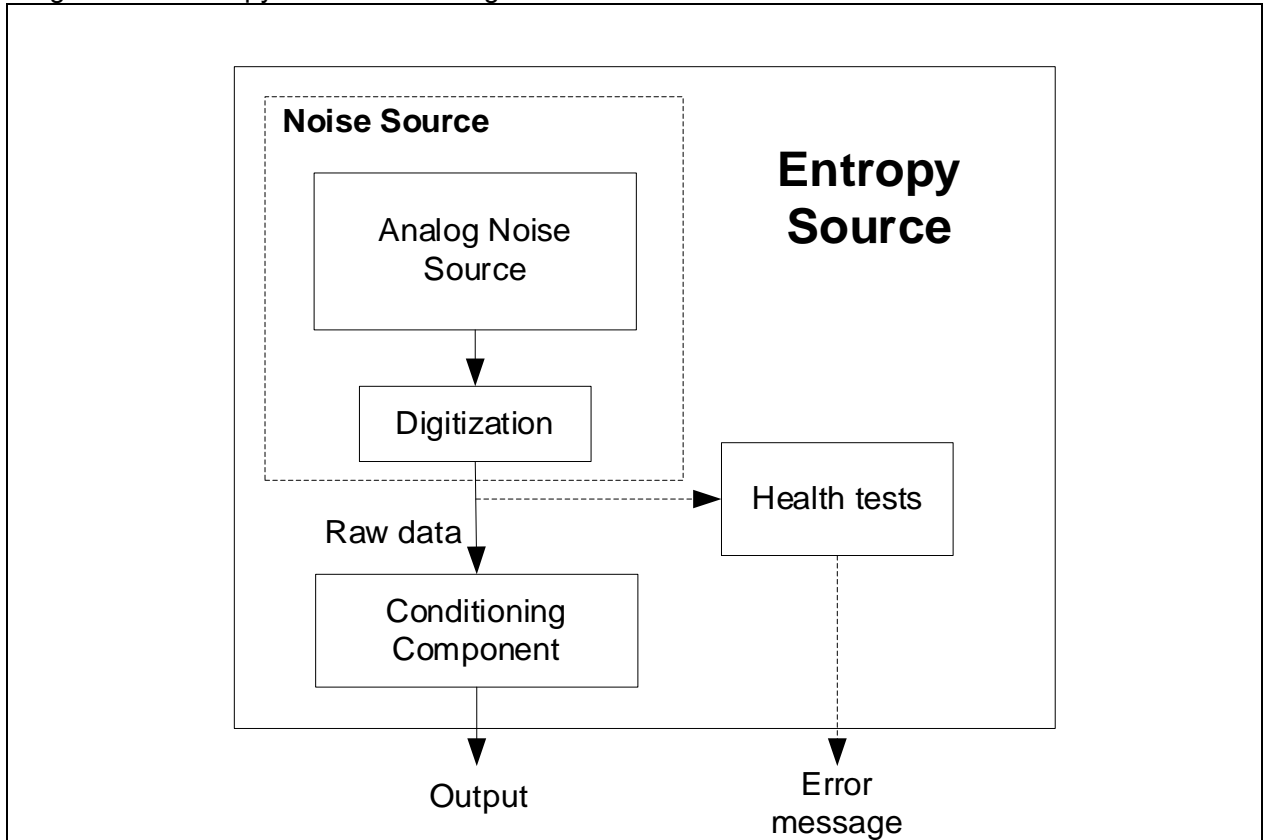 Noise Source
Entropy
Source
Analog Noise
Source
Digitization
Health tests
Raw data
Conditioning
Component
Output
Error
message